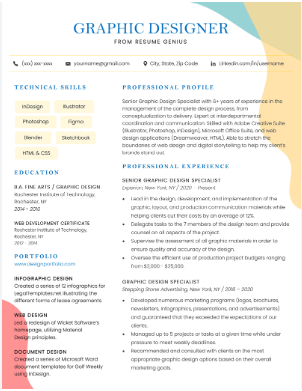 GRAPHIC DESIGNER
FROM RESUME GENIUS
(123) 456-7890
yourname@gmail.com
City, State, Zip Code
LinkedIn.com/in/username
TECHNICAL SKILLS
InDesign
Illustrator
Photoshop
Figma
Blender
Sketchbook
HTML & CSS
EDUCATION
B.A. FINE ARTS / GRAPHIC DESIGN
Rochester Institute of Technology,
Rochester, NY
2014 - 2016
WEB DEVELOPMENT CERTIFICATE
Rochester Institute of Technology,
Rochester, NY
2014
PORTFOLIO
www.designportfolio.com
INFOGRAPHIC DESIGN
Created a series of 12 infographics for
legaltemplates.net illustrating the
different forms of lease agreements.
WEB DESIGN
Led a redesign of Wicket Software's
homepage, utilizing Material
Design principles.
DOCUMENT DESIGN
Created a series of Microsoft Word
document templates for Golf Weekly
using InDesign.
PROFESSIONAL PROFILE
Senior Graphic Design Specialist with 6+ years of experience in
the management of the complete design process, from
conceptualization to delivery. Expert at interdepartmental
coordination and communication. Skilled with Adobe Creative Suite
(Illustrator, Photoshop, InDesign), Microsoft Office Suite, and web
design applications (Dreamweaver, HTML). Able to stretch the
boundaries of web design and digital storytelling to help my clients'
brands stand out.
PROFESSIONAL EXPERIENCE
SENIOR GRAPHIC DESIGN SPECIALIST
New York, NY / 2020 - Present
• Lead in the design, development, and implementation of the
graphic, layout, and production communication materials while
helping clients cut their costs by an average of 12%.
• Delegate tasks to the 7 members of the design team and provide
counsel on all aspects of the project.
• Supervise the assessment of all graphic materials in order to
ensure quality and accuracy of the design.
• Oversee the efficient use of production project budgets ranging
from $2,000 - $25,000
GRAPHIC DESIGN SPECIALIST
Stepping Stone Advertising, New York, NY / 2016 - 2020
• Developed numerous marketing programs (logos, brochures,
newsletters, infographics, presentations, and advertisements)
and guaranteed that they exceeded the expectations of our
clients.
• Managed up to 5 projects or tasks at a given time while under
pressure to meet weekly deadlines.
• Recommended and consulted with clients on the most
appropriate graphic design options based on their overall
marketing goals.